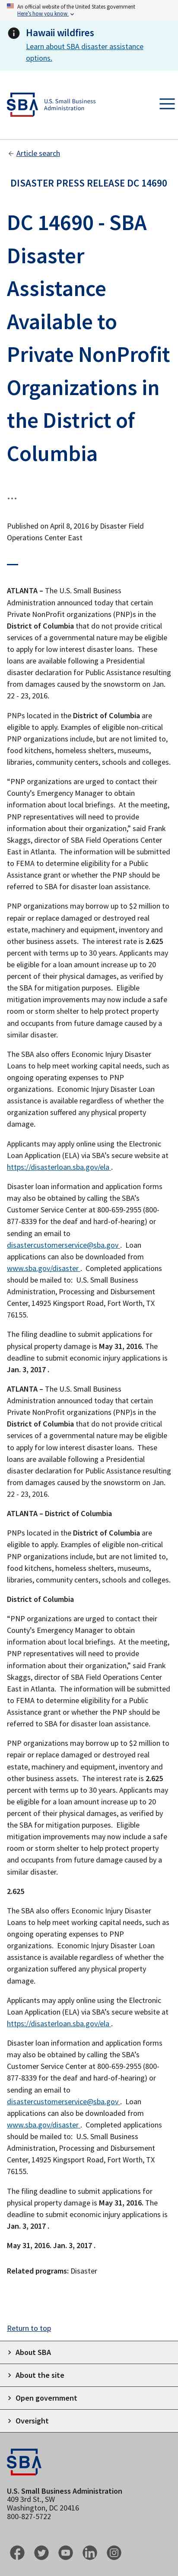 An official website of the United States government
Here's how you know
Hawaii wildfires
Learn about SBA disaster assistance
options.
SBA
U.S. Small Business
Administration
Article search
DISASTER PRESS RELEASE DC 14690
DC 14690 - SBA
Disaster
Assistance
Available to
Private NonProfit
Organizations in
the District of
Columbia
...
Published on April 8, 2016 by Disaster Field
Operations Center East
ATLANTA – The U.S. Small Business
Administration announced today that certain
Private NonProfit organizations (PNP)s in the
District of Columbia that do not provide critical
services of a governmental nature may be eligible
to apply for low interest disaster loans. These
loans are available following a Presidential
disaster declaration for Public Assistance resulting
from damages caused by the snowstorm on Jan.
22 - 23, 2016.
PNPs located in the District of Columbia are
eligible to apply. Examples of eligible non-critical
PNP organizations include, but are not limited to,
food kitchens, homeless shelters, museums,
libraries, community centers, schools and colleges.
“PNP organizations are urged to contact their
County’s Emergency Manager to obtain
information about local briefings. At the meeting,
PNP representatives will need to provide
information about their organization,” said Frank
Skaggs, director of SBA Field Operations Center
East in Atlanta. The information will be submitted
to FEMA to determine eligibility for a Public
Assistance grant or whether the PNP should be
referred to SBA for disaster loan assistance.
PNP organizations may borrow up to $2 million to
repair or replace damaged or destroyed real
estate, machinery and equipment, inventory and
other business assets. The interest rate is 2.625
percent with terms up to 30 years. Applicants may
be eligible for a loan amount increase up to 20
percent of their physical damages, as verified by
the SBA for mitigation purposes. Eligible
mitigation improvements may now include a safe
room or storm shelter to help protect property
and occupants from future damage caused by a
similar disaster.
The SBA also offers Economic Injury Disaster
Loans to help meet working capital needs, such as
ongoing operating expenses to PNP
organizations. Economic Injury Disaster Loan
assistance is available regardless of whether the
organization suffered any physical property
damage.
Applicants may apply online using the Electronic
Loan Application (ELA) via SBA’s secure website at
https://disasterloan.sba.gov/ela .
Disaster loan information and application forms
may also be obtained by calling the SBA’s
Customer Service Center at 800-659-2955 (800-
877-8339 for the deaf and hard-of-hearing) or
sending an email to
disastercustomerservice@sba.gov . Loan
applications can also be downloaded from
www.sba.gov/disaster . Completed applications
should be mailed to: U.S. Small Business
Administration, Processing and Disbursement
Center, 14925 Kingsport Road, Fort Worth, TX
76155.
The filing deadline to submit applications for
physical property damage is May 31, 2016. The
deadline to submit economic injury applications is
Jan. 3, 2017 .
ATLANTA – The U.S. Small Business
Administration announced today that certain
Private NonProfit organizations (PNP)s in the
District of Columbia that do not provide critical
services of a governmental nature may be eligible
to apply for low interest disaster loans. These
loans are available following a Presidential
disaster declaration for Public Assistance resulting
from damages caused by the snowstorm on Jan.
22 - 23, 2016.
ATLANTA – District of Columbia
PNPs located in the District of Columbia are
eligible to apply. Examples of eligible non-critical
PNP organizations include, but are not limited to,
food kitchens, homeless shelters, museums,
libraries, community centers, schools and colleges.
District of Columbia
“PNP organizations are urged to contact their
County’s Emergency Manager to obtain
information about local briefings. At the meeting,
PNP representatives will need to provide
information about their organization,” said Frank
Skaggs, director of SBA Field Operations Center
East in Atlanta. The information will be submitted
to FEMA to determine eligibility for a Public
Assistance grant or whether the PNP should be
referred to SBA for disaster loan assistance.
PNP organizations may borrow up to $2 million to
repair or replace damaged or destroyed real
estate, machinery and equipment, inventory and
other business assets. The interest rate is 2.625
percent with terms up to 30 years. Applicants may
be eligible for a loan amount increase up to 20
percent of their physical damages, as verified by
the SBA for mitigation purposes. Eligible
mitigation improvements may now include a safe
room or storm shelter to help protect property
and occupants from future damage caused by a
similar disaster.
2.625
The SBA also offers Economic Injury Disaster
Loans to help meet working capital needs, such as
ongoing operating expenses to PNP
organizations. Economic Injury Disaster Loan
assistance is available regardless of whether the
organization suffered any physical property
damage.
Applicants may apply online using the Electronic
Loan Application (ELA) via SBA’s secure website at
https://disasterloan.sba.gov/ela .
Disaster loan information and application forms
may also be obtained by calling the SBA’s
Customer Service Center at 800-659-2955 (800-
877-8339 for the deaf and hard-of-hearing) or
sending an email to
disastercustomerservice@sba.gov . Loan
applications can also be downloaded from
www.sba.gov/disaster . Completed applications
should be mailed to: U.S. Small Business
Administration, Processing and Disbursement
Center, 14925 Kingsport Road, Fort Worth, TX
76155.
The filing deadline to submit applications for
physical property damage is May 31, 2016. The
deadline to submit economic injury applications is
Jan. 3, 2017 .
May 31, 2016. Jan. 3, 2017 .
Related programs: Disaster
Return to top
About SBA
About the site
Open government
Oversight
SBA
U.S. Small Business Administration
409 3rd St., SW
Washington, DC 20416
800-827-5722